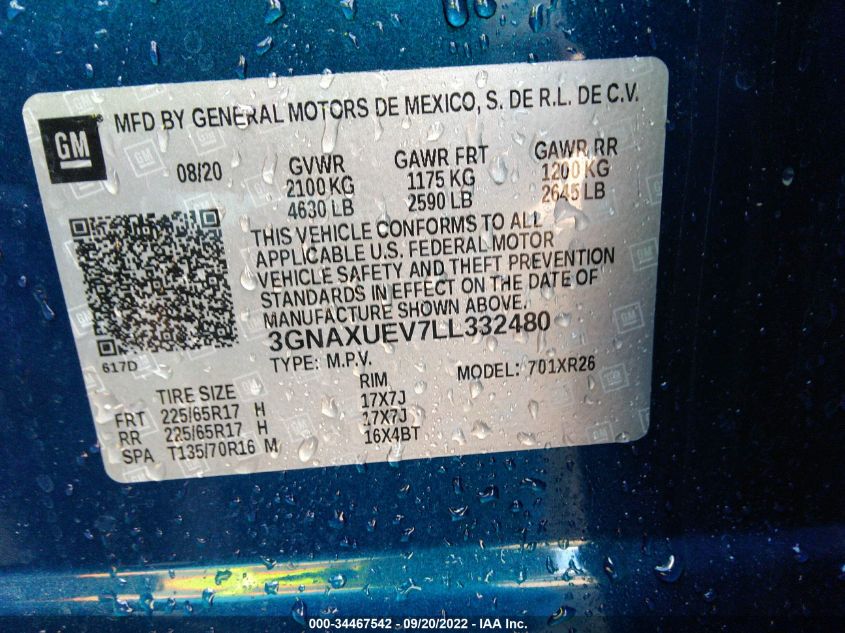 MFD BY GENERAL MOTORS DE MEXICO, S. DE R.L. DE C.V.
GM
08/20 GVWR GAWR FRT GAWR RR
2100 KG 1175 KG 1200 KG
4630 LB 2590 LB 2645 LB
THIS VEHICLE CONFORMS TO ALL
APPLICABLE U.S. FEDERAL MOTOR
VEHICLE SAFETY AND THEFT PREVENTION
STANDARDS IN EFFECT ON THE DATE OF
MANUFACTURE SHOWN ABOVE.
3GNAXUEV7LL332480
617D
TYPE: M.P.V. MODEL: 701XR26
TIRE SIZE RIM
FRT 225/65R17 H 17X7J
RR 225/65R17 H 17X7J
SPA T135/70R16 M 16X4BT
000-34467542 - 09/20/2022 - IAA Inc.